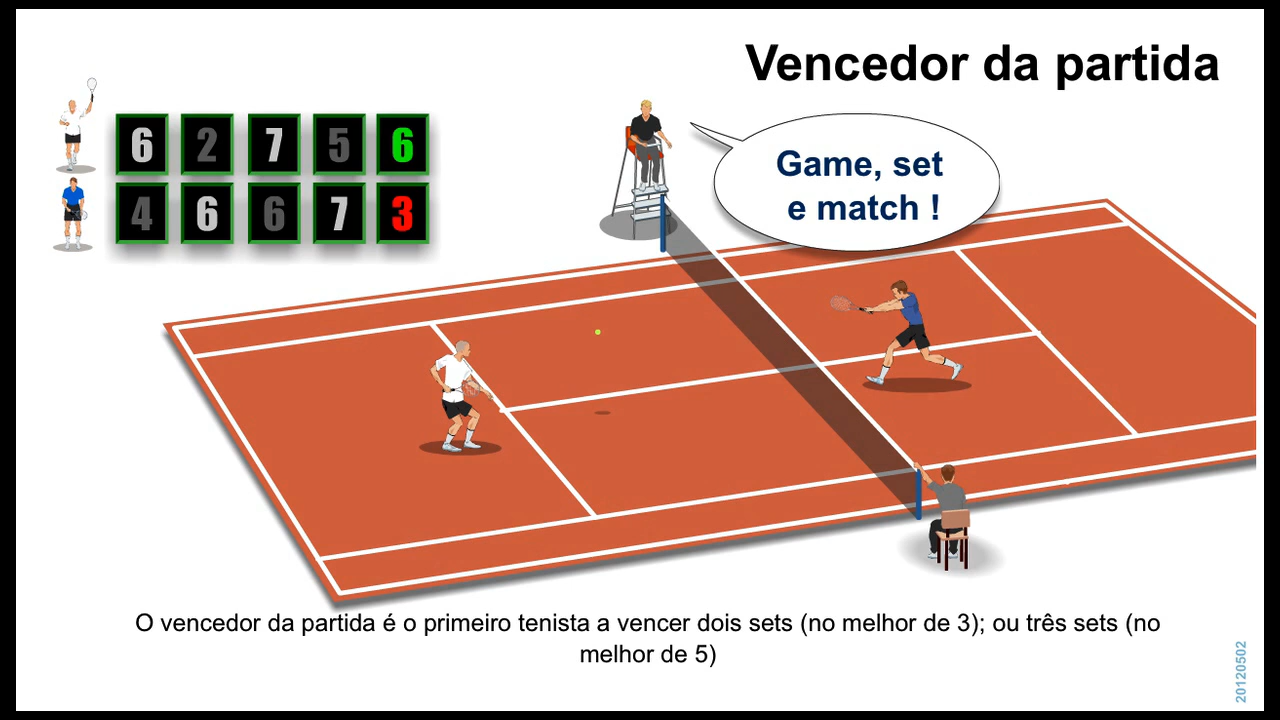 Vencedor da partida
6 2 7 5 6
4 6 6 7 3
Game, set
e match !
O vencedor da partida é o primeiro tenista a vencer dois sets (no melhor de 3); ou três sets (no
melhor de 5)
20120502